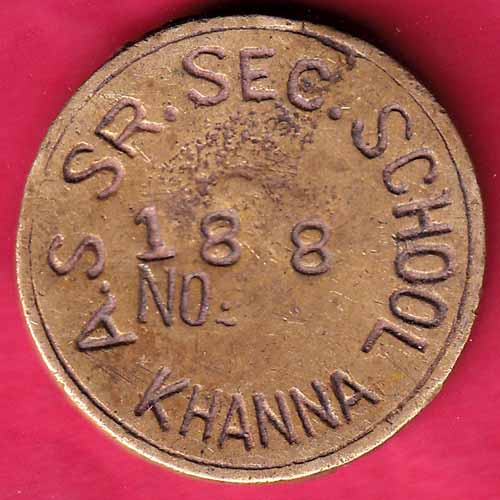 A.S SR. SEC. SCHOOL
188
NO.
KHANNA